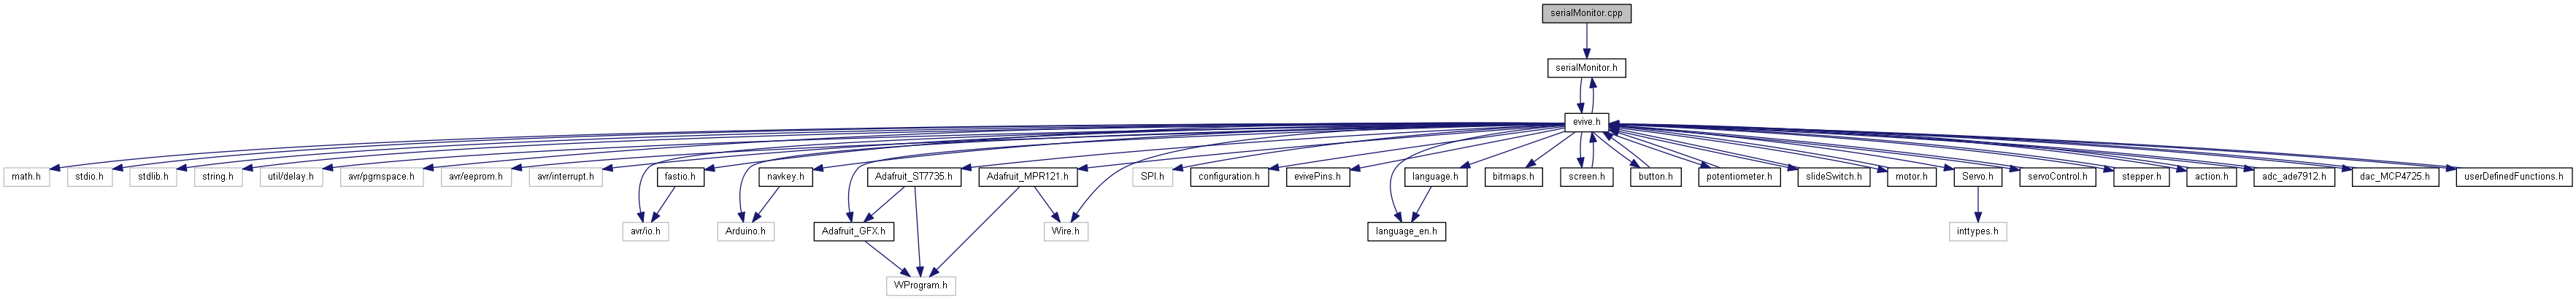 serialMonitor.cpp
serialMonitor.h
evive.h
math.h
stdio.h
stdlib.h
string.h
util/delay.h
avr/pgmspace.h
avr/eeprom.h
avr/interrupt.h
fastio.h
navkey.h
Adafruit_ST7735.h
Adafruit_MPR121.h
SPI.h
configuration.h
evivePins.h
language.h
bitmaps.h
screen.h
button.h
potentiometer.h
slideSwitch.h
motor.h
Servo.h
servoControl.h
stepper.h
action.h
adc_ade7912.h
dac_MCP4725.h
userDefinedFunctions.h
avr/io.h
Arduino.h
Adafruit_GFX.h
Wire.h
language_en.h
inttypes.h
WProgram.h